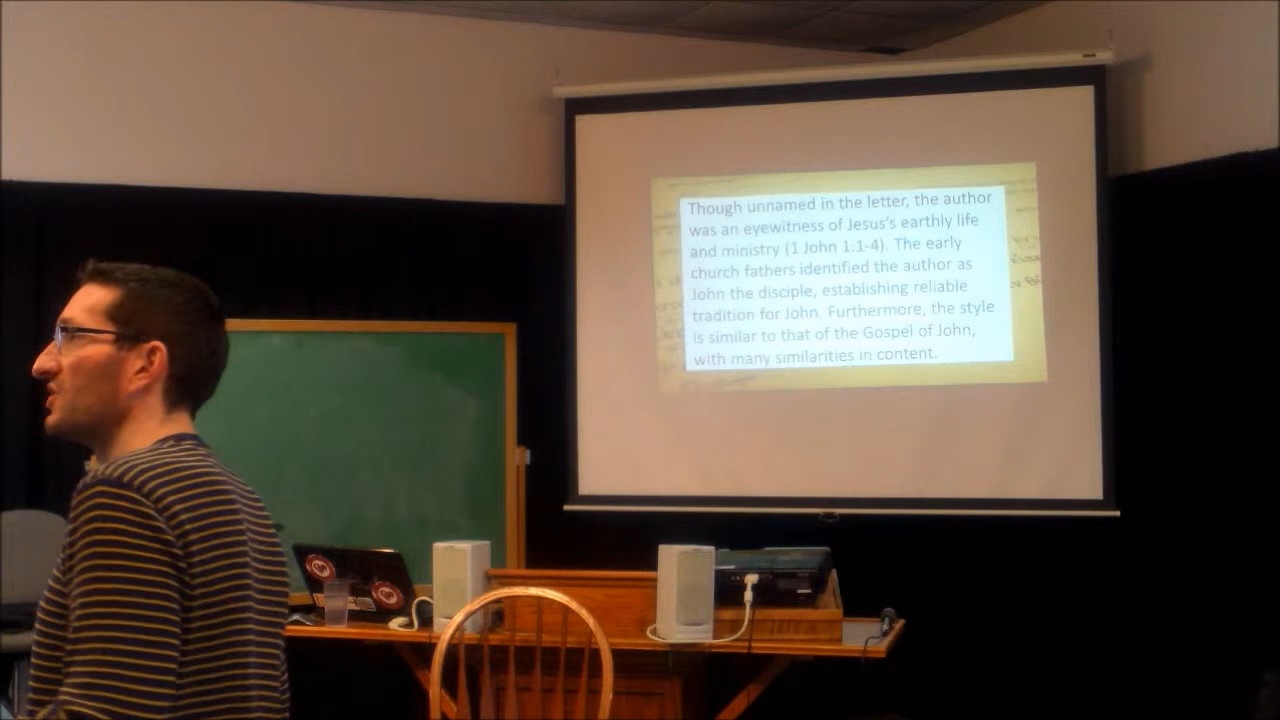 Though unnamed in the letter, the author
was an eyewitness of Jesus's earthly life
and ministry (1 John 1:1-4). The early
church fathers identified the author as
John the disciple, establishing reliable
tradition for John. Furthermore, the style
is similar to that of the Gospel of John,
with many similarities in content.